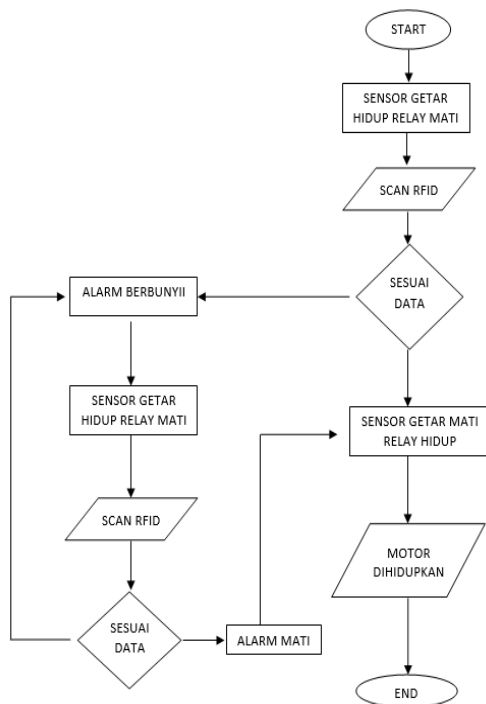 START
SENSOR GETAR
HIDUP RELAY MATI
SCAN RFID
SESUAI
DATA
ALARM BERBUNYII
SENSOR GETAR
HIDUP RELAY MATI
SCAN RFID
SESUAI
DATA
ALARM MATI
SENSOR GETAR MATI
RELAY HIDUP
MOTOR
DIHIDUPKAN
END